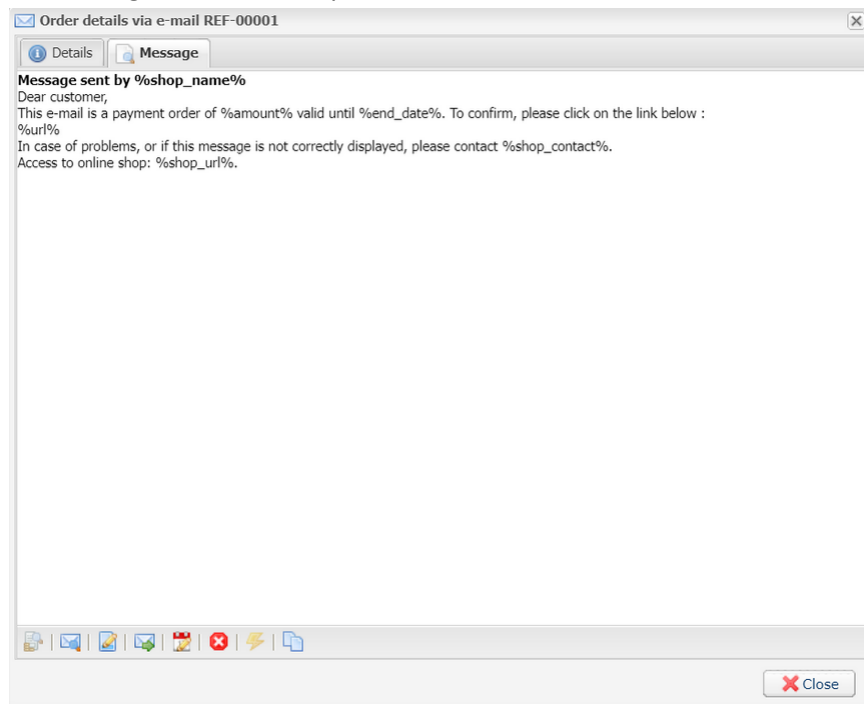 Order details via e-mail REF-00001
Details
Message
Message sent by %shop_name%
Dear customer,
This e-mail is a payment order of %amount% valid until %end_date%. To confirm, please click on the link below :
%url%
In case of problems, or if this message is not correctly displayed, please contact %shop_contact%.
Access to online shop: %shop_url%.
Close